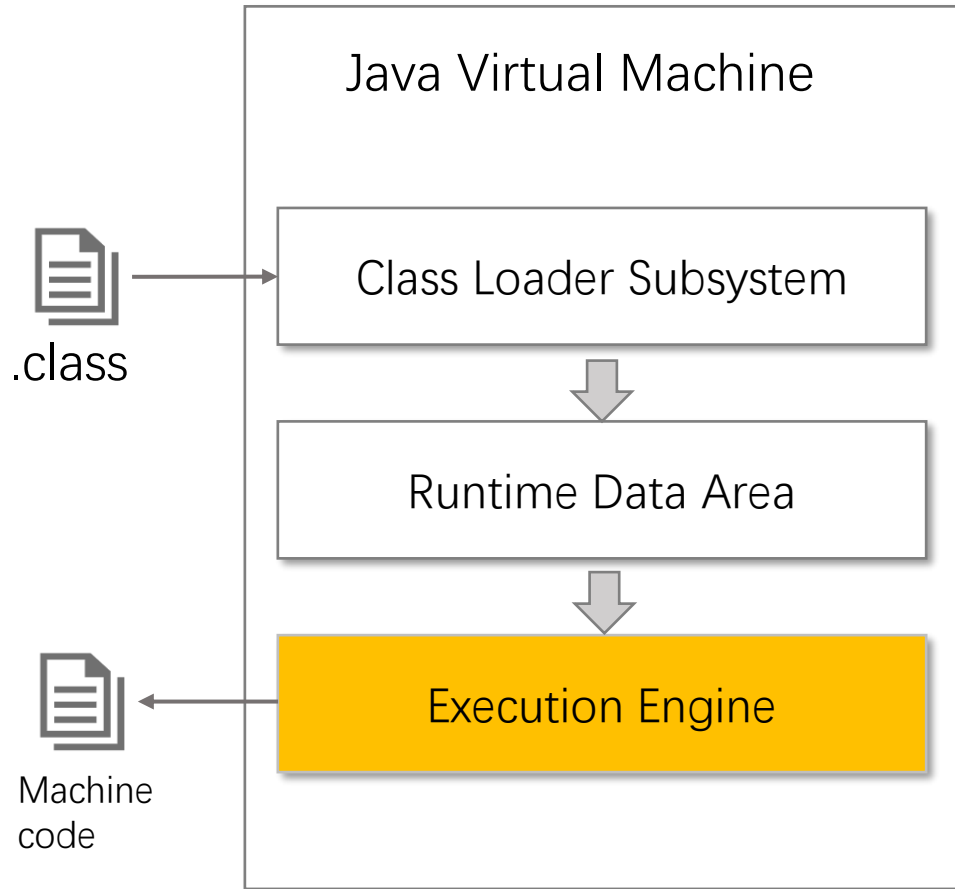 Java Virtual Machine
Class Loader Subsystem
.class
Runtime Data Area
Execution Engine
Machine
code